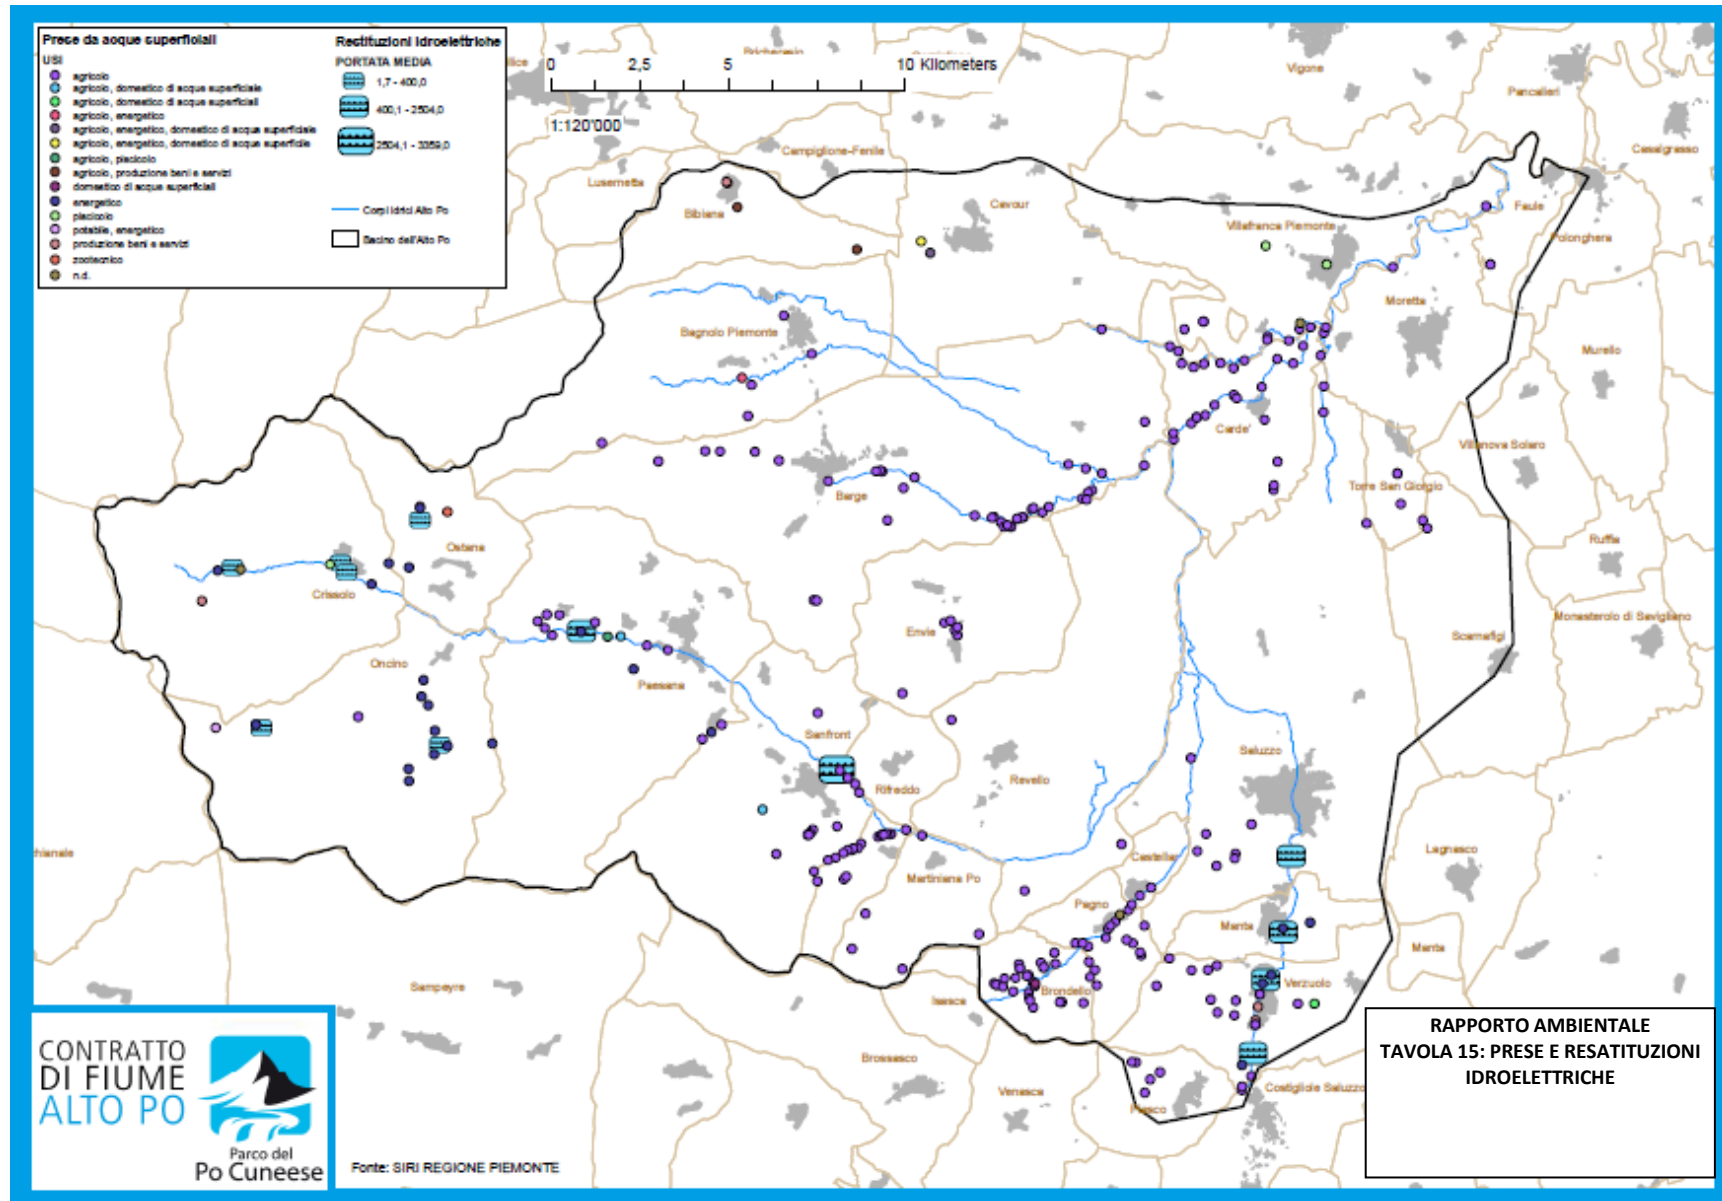 Prese da acque superficiali
USI
agricolo
agricolo, domestico di acque superficiale
agricolo, domestico di acque superficiali
agricolo, energetico
agricolo, energetico, domestico di acque superficiale
agricolo, energetico, domestico di acque superficile
agricolo, piscicolo
agricolo, produzione beni e servizi
domestico di acque superficiali
energetico
piscicolo
potabile, energetico
produzione beni e servizi
zootecnico
n.d.
Restituzioni idroelettriche
PORTATA MEDIA
1,7 - 400,0
400,1 - 2504,0
2504,1 - 3359,0
Corpi idrici Alto Po
Bacino dell'Alto Po
0 2,5 5 10 Kilometers
1:120'000
Bricherasio
Vigone
Pancalieri
Casalgrasso
Campiglione-Fenile
Lusernetta
Bibiana
Cavour
Villafranca Piemonte
Faule
Polonghera
Moretta
Bagnolo Piemonte
Murello
Carde'
Villanova Solaro
Barge
Torre San Giorgio
Ruffia
Ostana
Crissolo
Envie
Monasterolo di Savigliano
Scarnafigi
Oncino
Paesana
Sanfront
Saluzzo
Revello
Rifreddo
Lagnasco
chianale
Castellar
Martiniana Po
Pagno
Manta
Manta
Sampeyre
Isasca
Brondello
Verzuolo
Brossasco
Venasca
Piasco
Costigliole Saluzzo
CONTRATTO
DI FIUME
ALTO PO
Parco del
Po Cuneese
Fonte: SIRI REGIONE PIEMONTE
RAPPORTO AMBIENTALE
TAVOLA 15: PRESE E RESATITUZIONI
IDROELETTRICHE